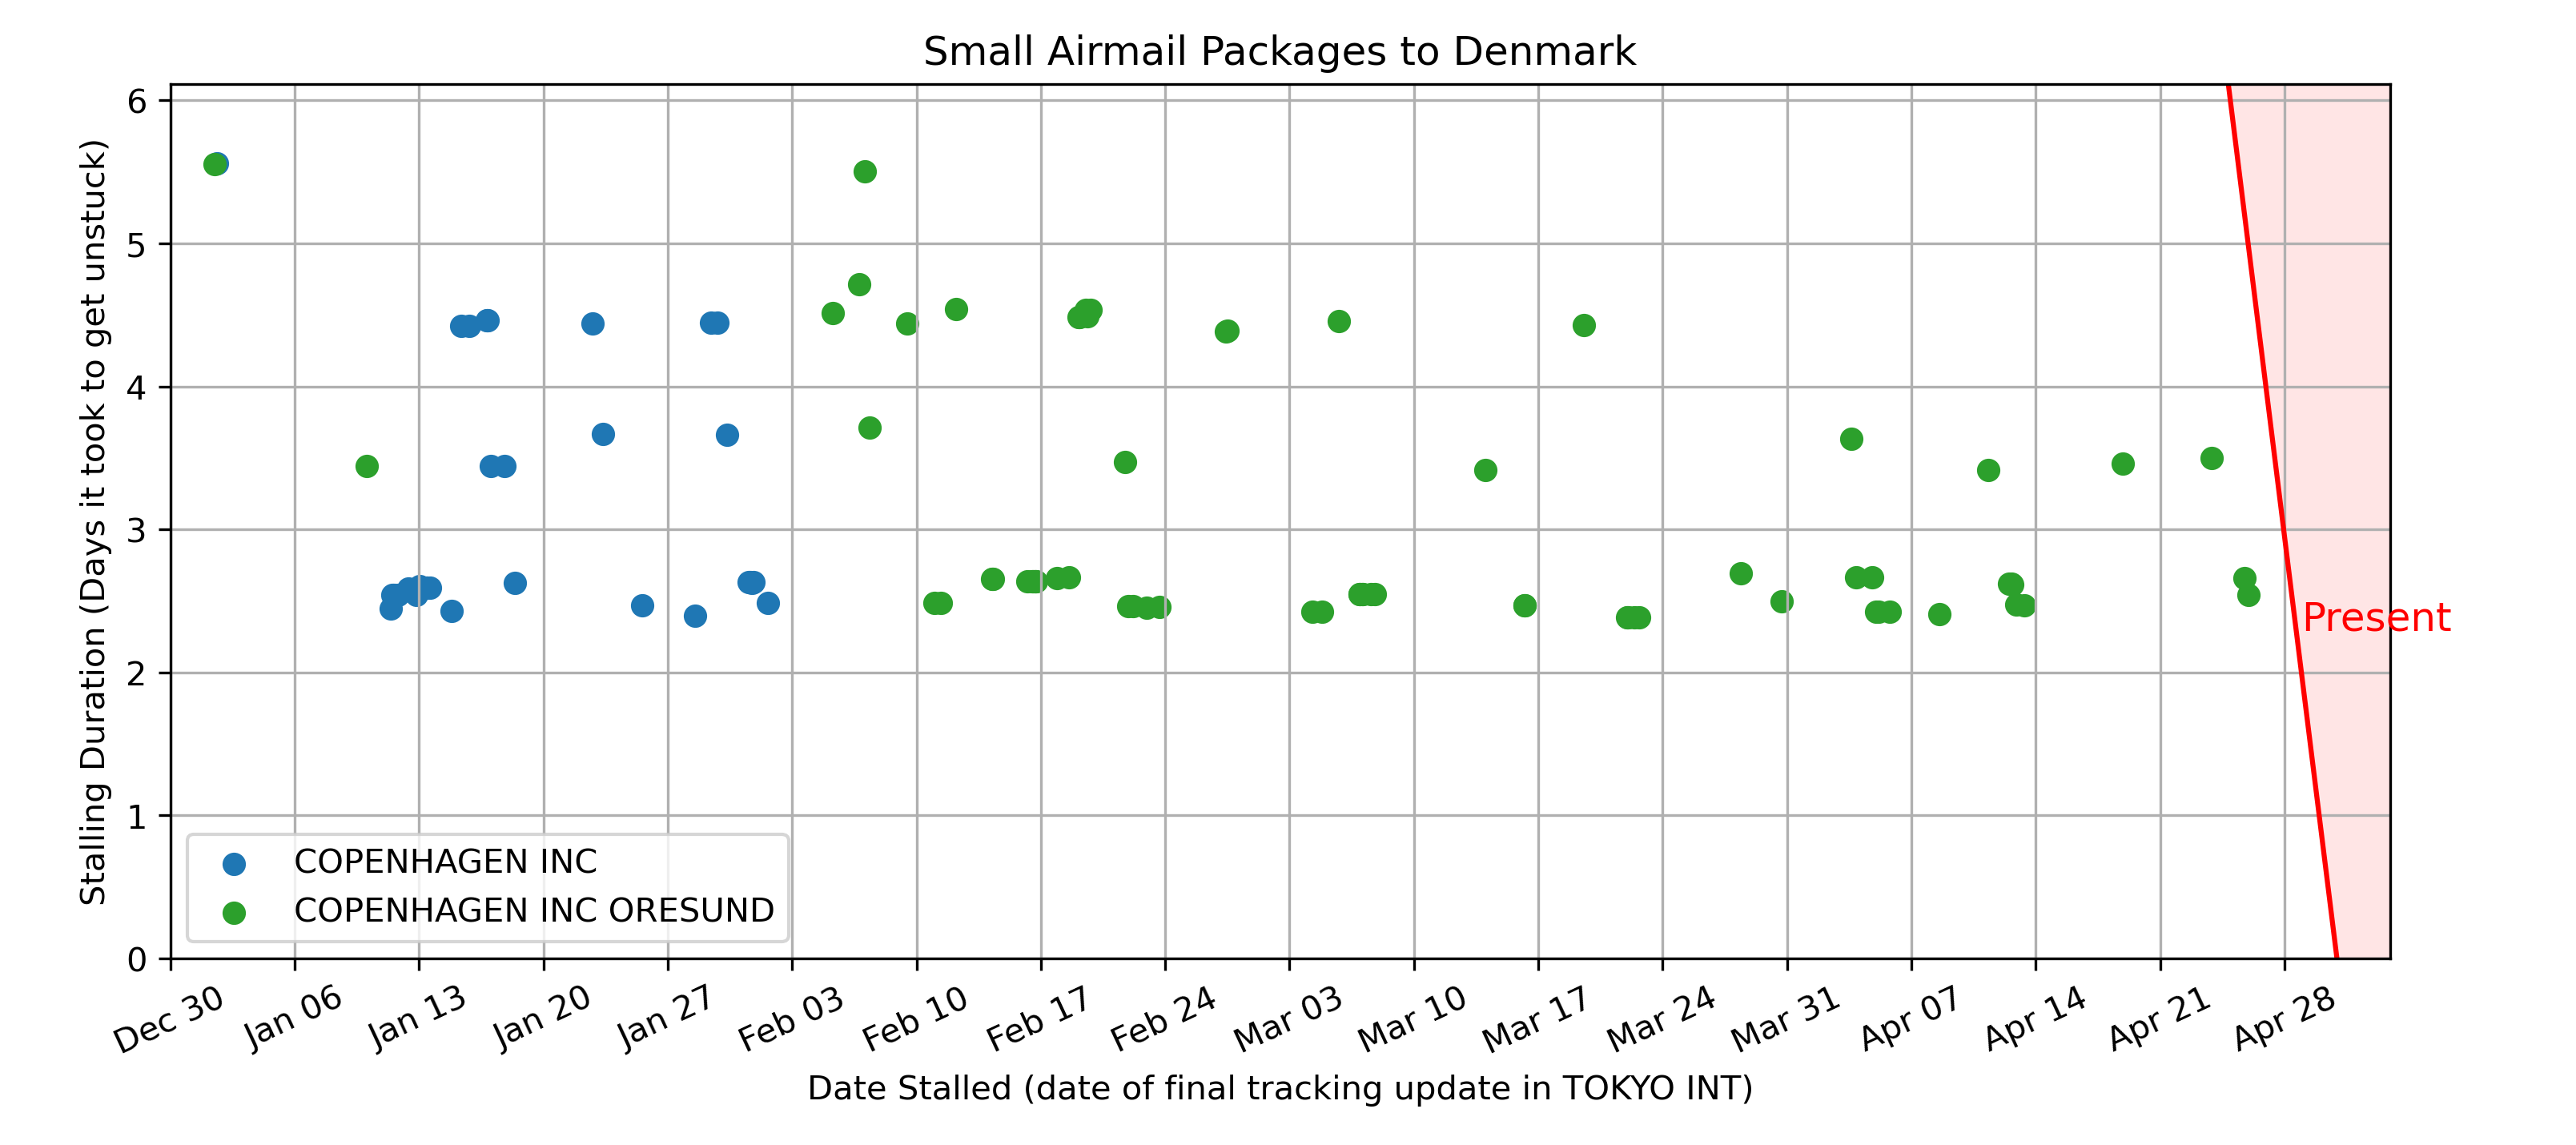 Small Airmail Packages to Denmark
Stalling Duration (Days it took to get unstuck)
6
5
4
3
2
1
0
Present
COPENHAGEN INC
COPENHAGEN INC ORESUND
Dec 30
Jan 06
Jan 13
Jan 20
Jan 27
Feb 03
Feb 10
Feb 17
Feb 24
Mar 03
Mar 10
Mar 17
Mar 24
Mar 31
Apr 07
Apr 14
Apr 21
Apr 28
Date Stalled (date of final tracking update in TOKYO INT)